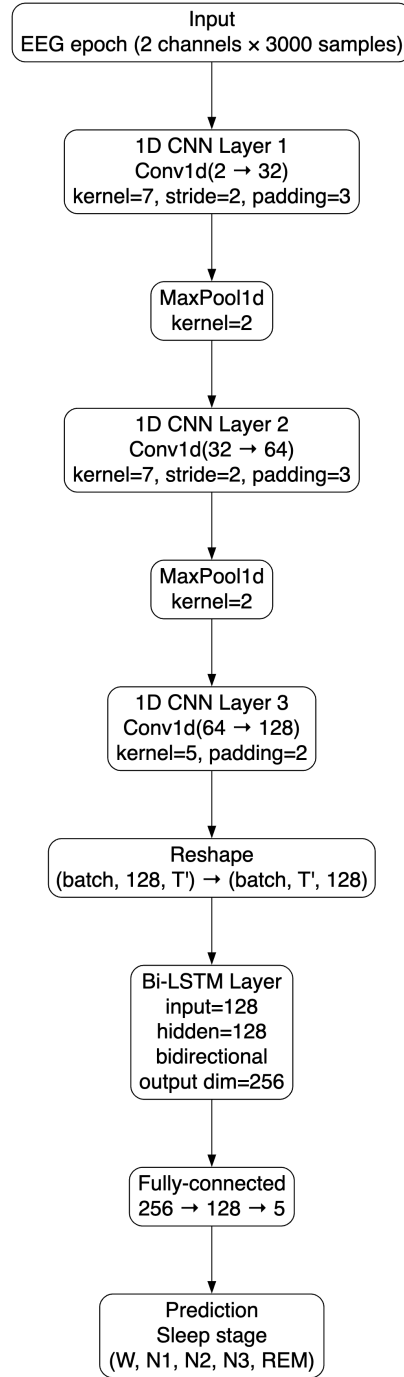 Input
EEG epoch (2 channels × 3000 samples)
1D CNN Layer 1
Conv1d(2 → 32)
kernel=7, stride=2, padding=3
MaxPool1d
kernel=2
1D CNN Layer 2
Conv1d(32 → 64)
kernel=7, stride=2, padding=3
MaxPool1d
kernel=2
1D CNN Layer 3
Conv1d(64 → 128)
kernel=5, padding=2
Reshape
(batch, 128, T') → (batch, T', 128)
Bi-LSTM Layer
input=128
hidden=128
bidirectional
output dim=256
Fully-connected
256 → 128 → 5
Prediction
Sleep stage
(W, N1, N2, N3, REM)